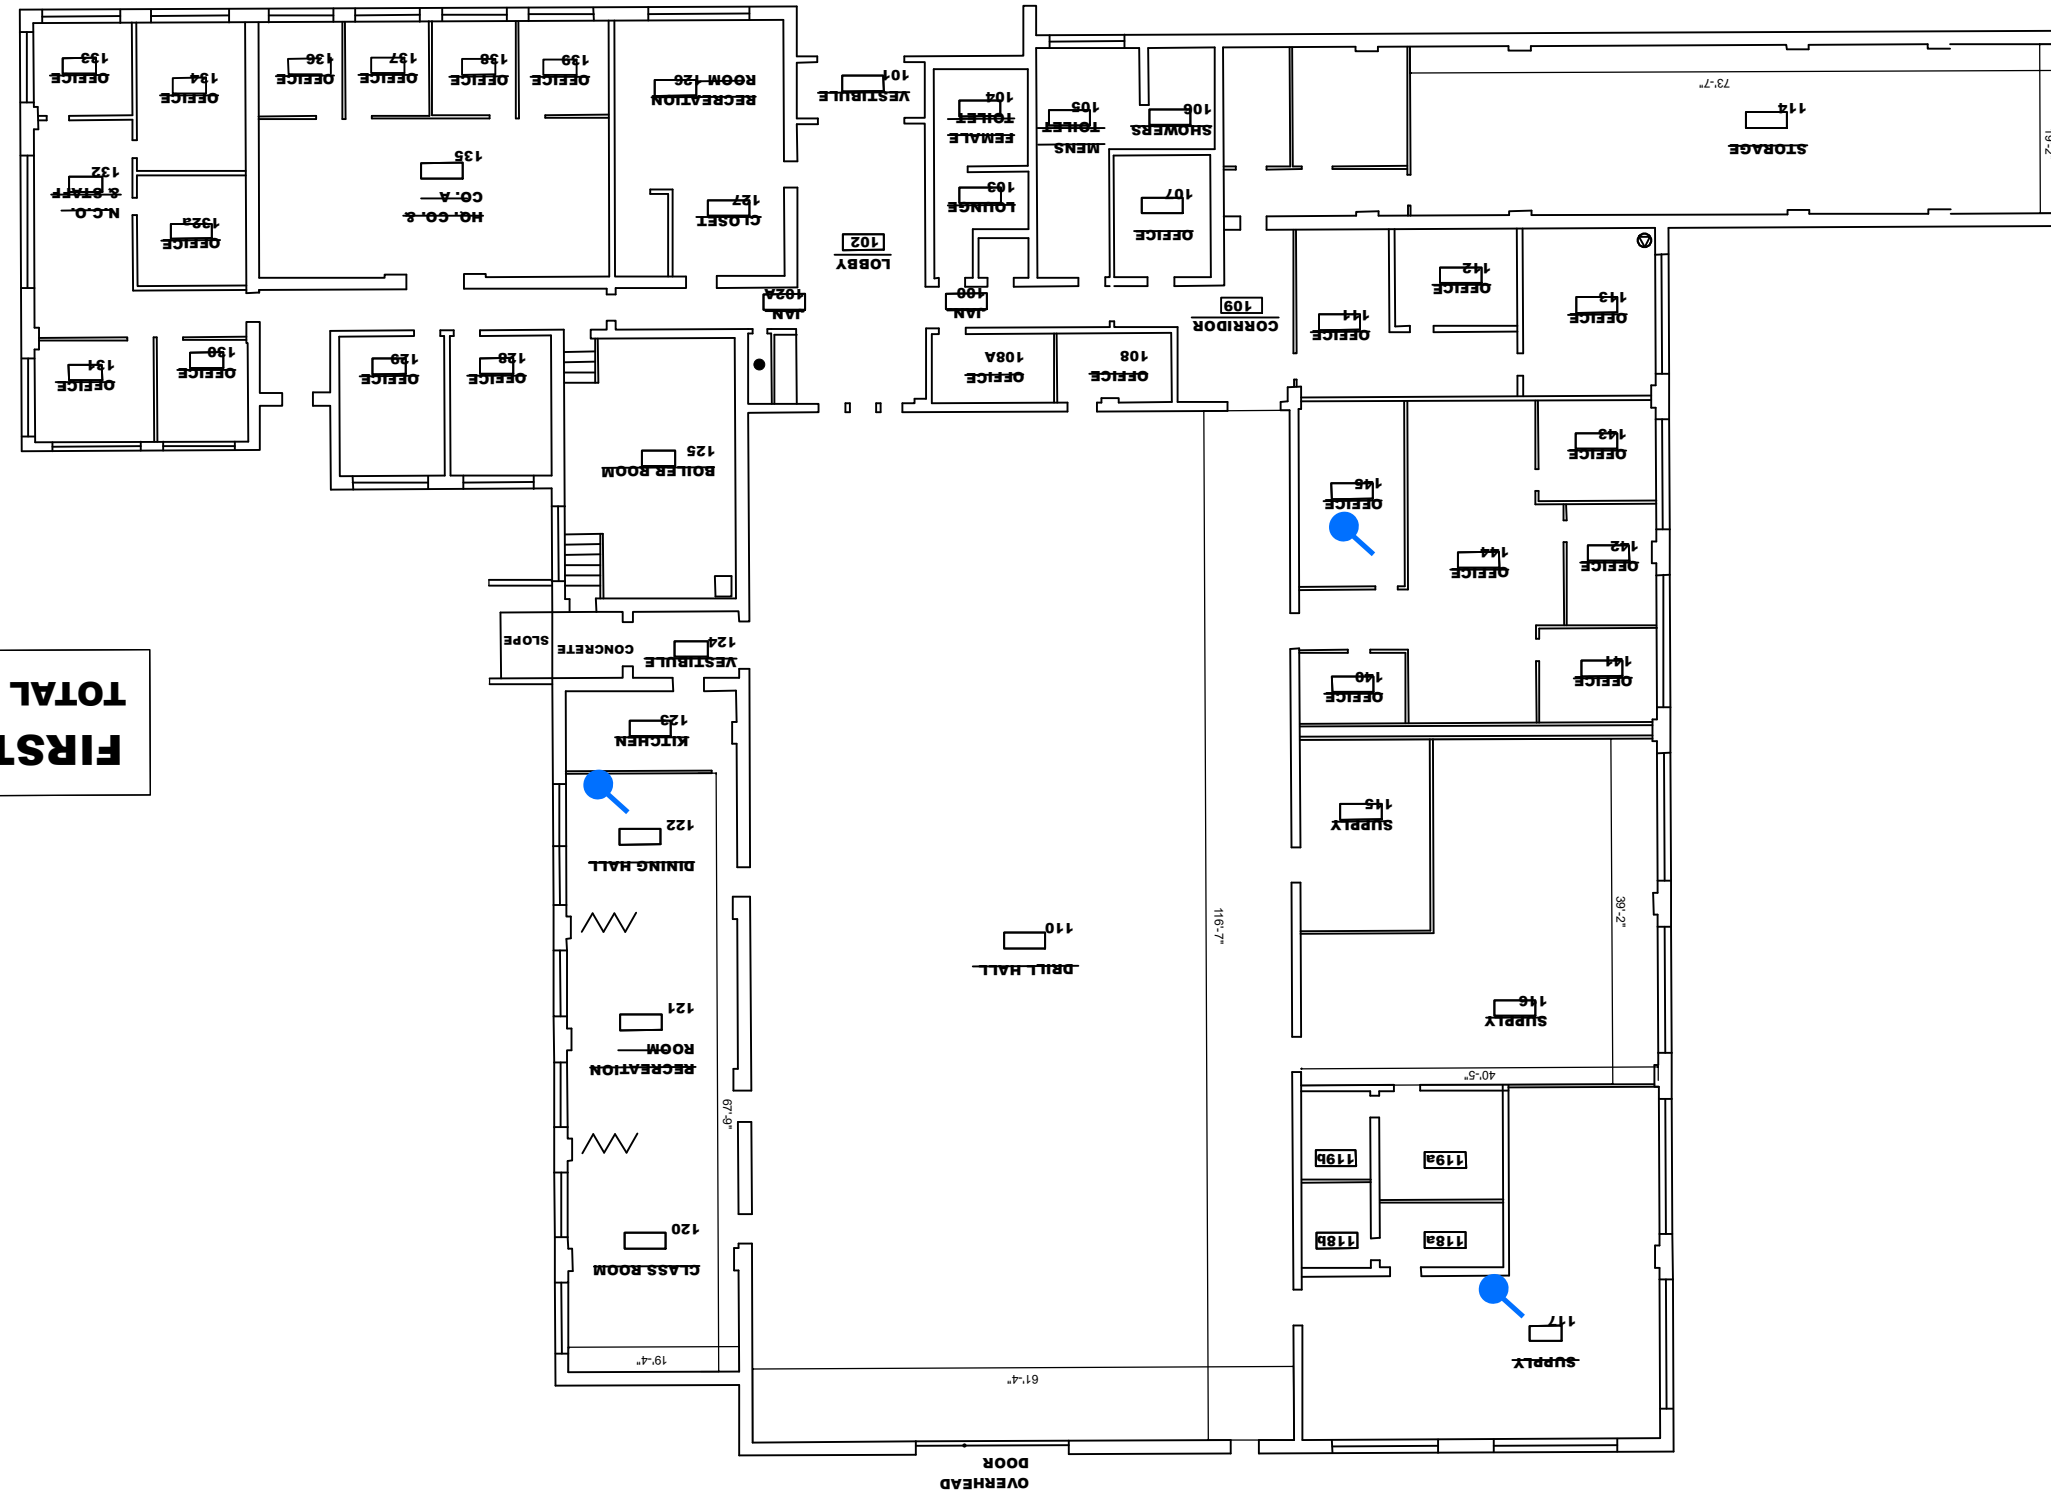 OVERHEAD
DOOR
61'-4"
SUPPLY
117
19'-4"
CLASS ROOM
120
118a
118b
119a
119b
67'-9"
40'-5"
RECREATION
ROOM
121
SUPPLY
116
DRILL HALL
110
116'-7"
39'-2"
DINING HALL
122
SUPPLY
115
KITCHEN
123
FIRST
TOTAL
OFFICE
141
OFFICE
140
VESTIBULE
124
CONCRETE
SLOPE
OFFICE
142
OFFICE
144
OFFICE
145
OFFICE
143
BOILER ROOM
125
OFFICE
108
OFFICE
108A
OFFICE
128
OFFICE
129
OFFICE
130
OFFICE
131
OFFICE
113
OFFICE
112
OFFICE
111
CORRIDOR
109
JAN
100
JAN
102A
LOBBY
102
OFFICE
107
LOUNGE
103
CLOSET
127
HQ. CO. &
CO. A
135
OFFICE
132a
N.C.O.
& STAFF
132
STORAGE
114
19'-2
73'-7"
SHOWERS
106
MENS
TOILET
105
FEMALE
TOILET
104
VESTIBULE
101
RECREATION
ROOM 126
OFFICE
139
OFFICE
138
OFFICE
137
OFFICE
136
OFFICE
134
OFFICE
133